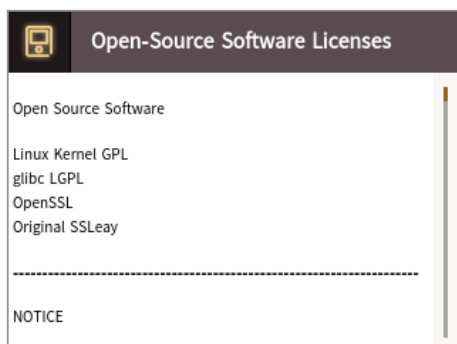 Open-Source Software Licenses
Open Source Software
Linux Kernel GPL
glibc LGPL
OpenSSL
Original SSLeay
----------------------------------------------------------------------
NOTICE